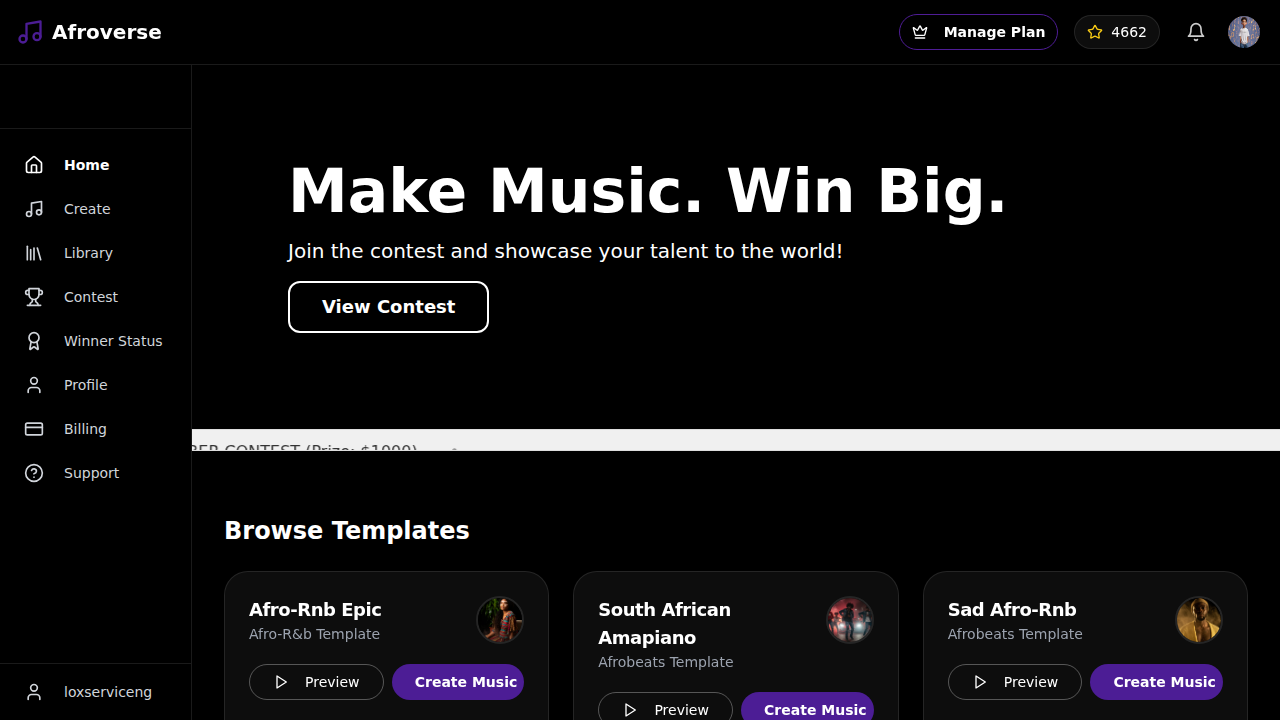 Afroverse
Manage Plan
4662
Home
Create
Library
Contest
Winner Status
Profile
Billing
Support
loxserviceng
Make Music. Win Big.
Join the contest and showcase your talent to the world!
View Contest
CONTEST (Prize: $1000)
Browse Templates
Afro-Rnb Epic
Afro-R&b Template
Preview
Create Music
South African
Amapiano
Afrobeats Template
Preview
Create Music
Sad Afro-Rnb
Afrobeats Template
Preview
Create Music